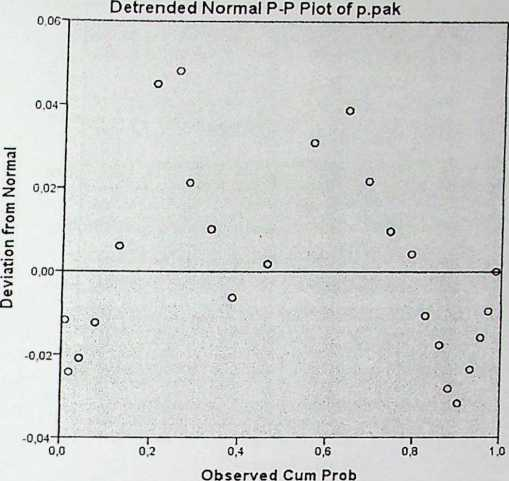 Detrended Normal P-P Plot of p.pak
0,06
0,04
0,02
0,00
-0,02
-0,04
Deviation from Normal
0,0 0,2 0,4 0,6 0,8 1,0
Observed Cum Prob